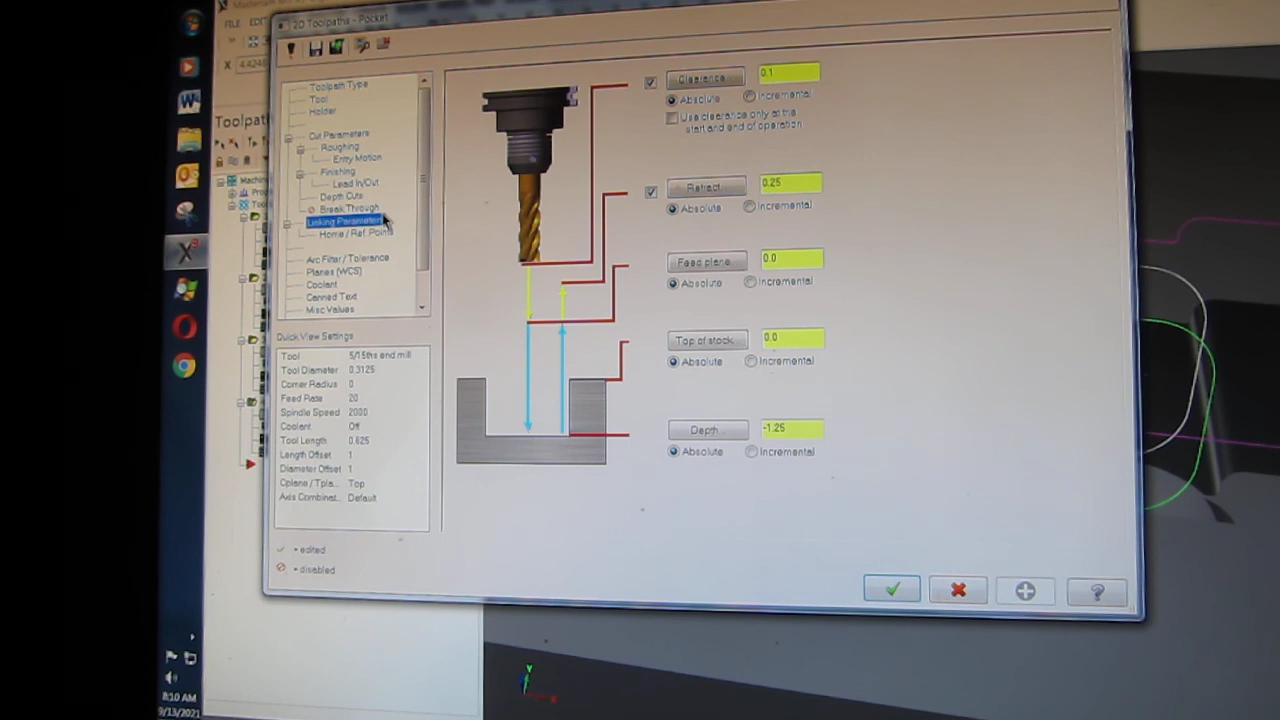 2D Toolpaths - Pocket
FILE
EDIT
X
Toolpath Type
Tool
Holder
Cut Parameters
Roughing
Entry Motion
Finishing
Lead In/Out
Depth Cuts
Break Through
Linking Parameters
Home / Ref. Points
Arc Filter / Tolerance
Planes (WCS)
Coolant
Canned Text
Misc Values
Quick View Settings
Tool 5/15ths end mill
Tool Diameter 0.3125
Corner Radius 0
Feed Rate 20
Spindle Speed 2000
Coolant Off
Tool Length 0.625
Length Offset 1
Diameter Offset 1
Cplane / Tpla... Top
Axis Combinat... Default
= edited
= disabled
Clearance... 0.1
Absolute Incremental
Use clearance only at the
start and end of operation
Retract... 0.25
Absolute Incremental
Feed plane... 0.0
Absolute Incremental
Top of stock... 0.0
Absolute Incremental
Depth... -1.25
Absolute Incremental
8:10 AM
9/13/2021